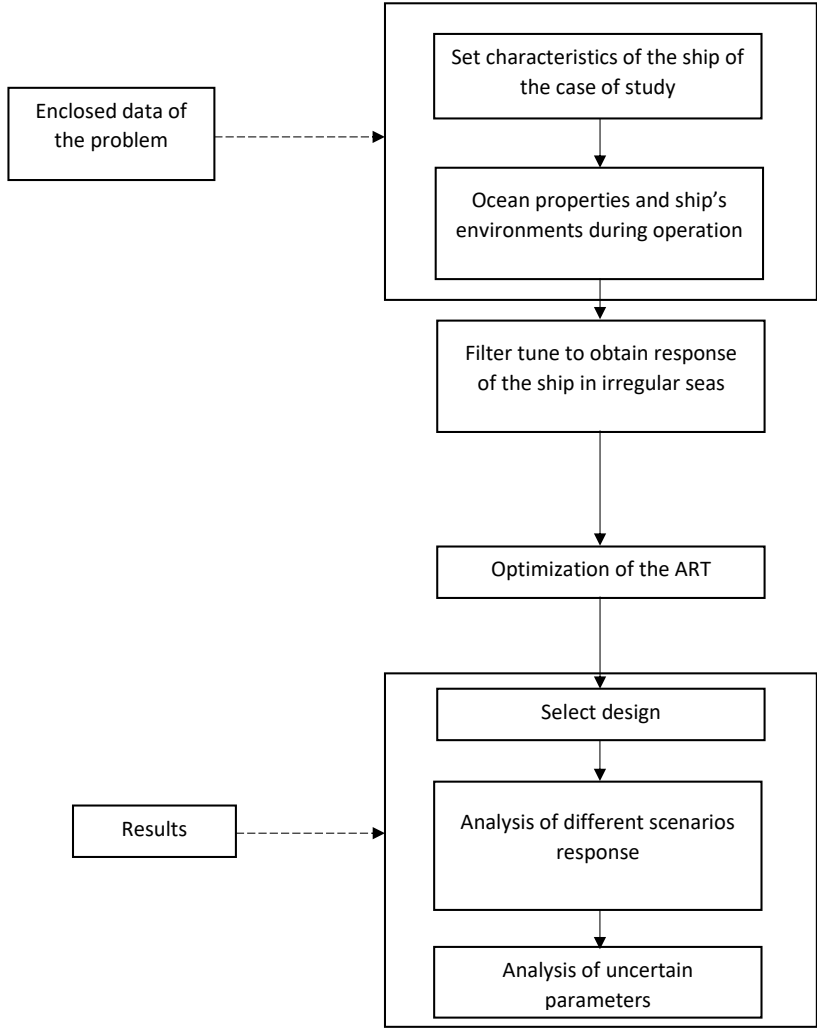 Set characteristics of the ship of
the case of study
Enclosed data of
the problem
Ocean properties and ship's
environments during operation
Filter tune to obtain response
of the ship in irregular seas
Optimization of the ART
Select design
Results
Analysis of different scenarios
response
Analysis of uncertain
parameters